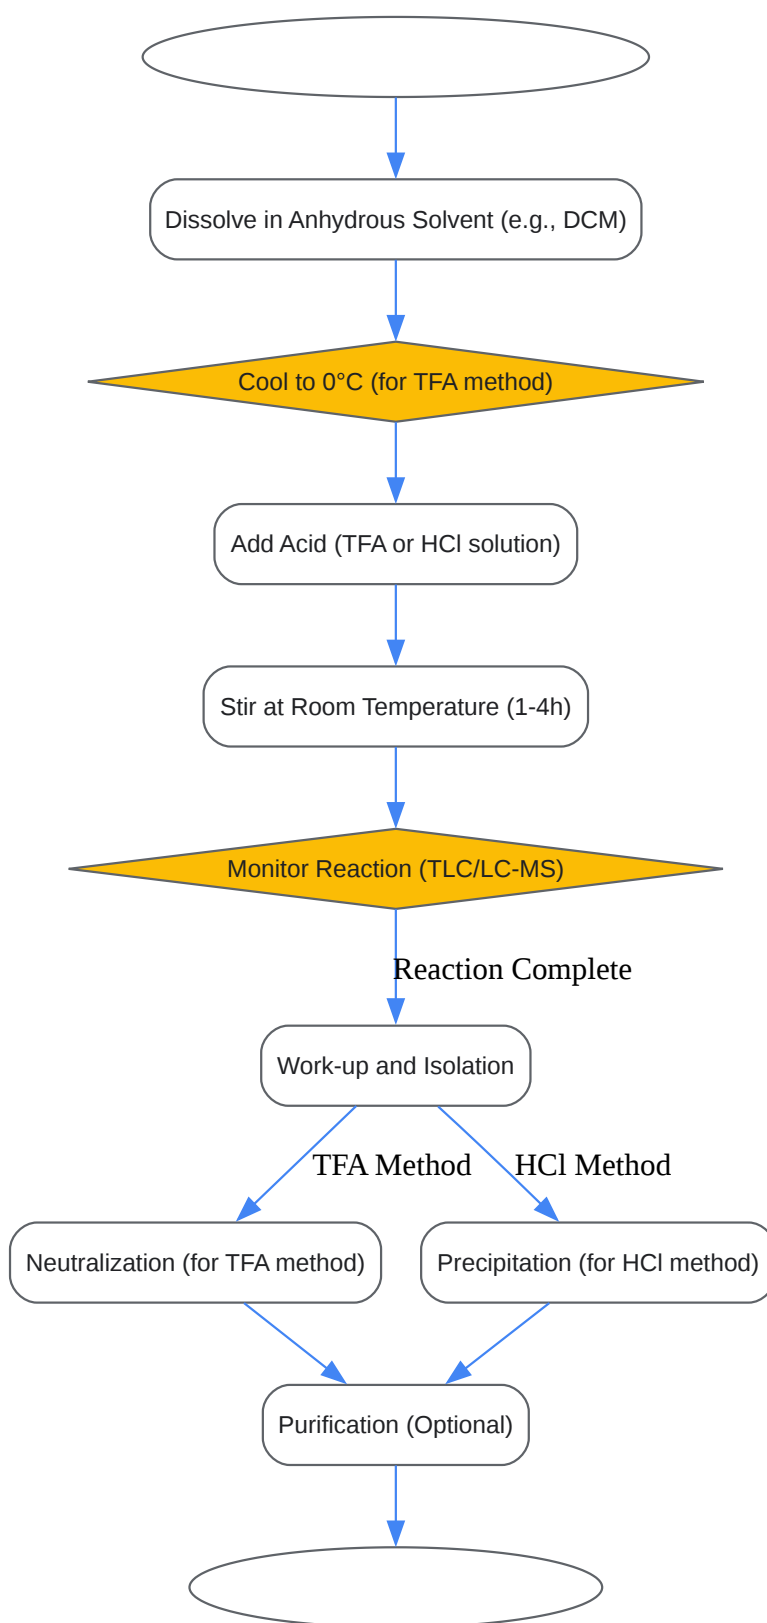 Dissolve in Anhydrous Solvent (e.g., DCM)
Cool to 0°C (for TFA method)
Add Acid (TFA or HCl solution)
Stir at Room Temperature (1-4h)
Monitor Reaction (TLC/LC-MS)
Reaction Complete
Work-up and Isolation
TFA Method
HCl Method
Neutralization (for TFA method)
Precipitation (for HCl method)
Purification (Optional)